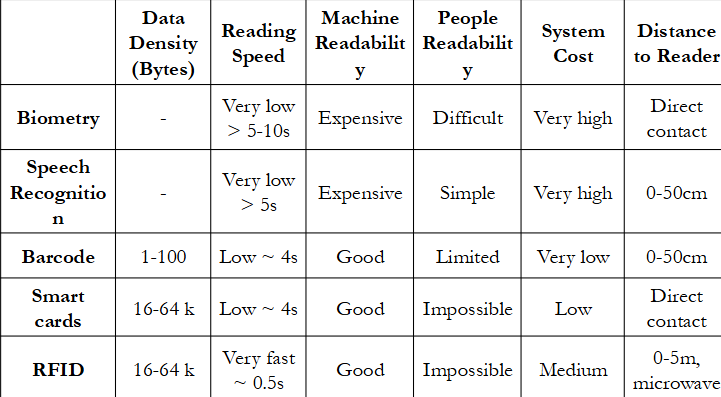 Data Density (Bytes) Reading Speed Machine Readability People Readability System Cost Distance to Reader
Biometry - Very low > 5-10s Expensive Difficult Very high Direct contact
Speech Recognition - Very low > 5s Expensive Simple Very high 0-50cm
Barcode 1-100 Low ~ 4s Good Limited Very low 0-50cm
Smart cards 16-64 k Low ~ 4s Good Impossible Low Direct contact
RFID 16-64 k Very fast ~ 0.5s Good Impossible Medium 0-5m, microwave